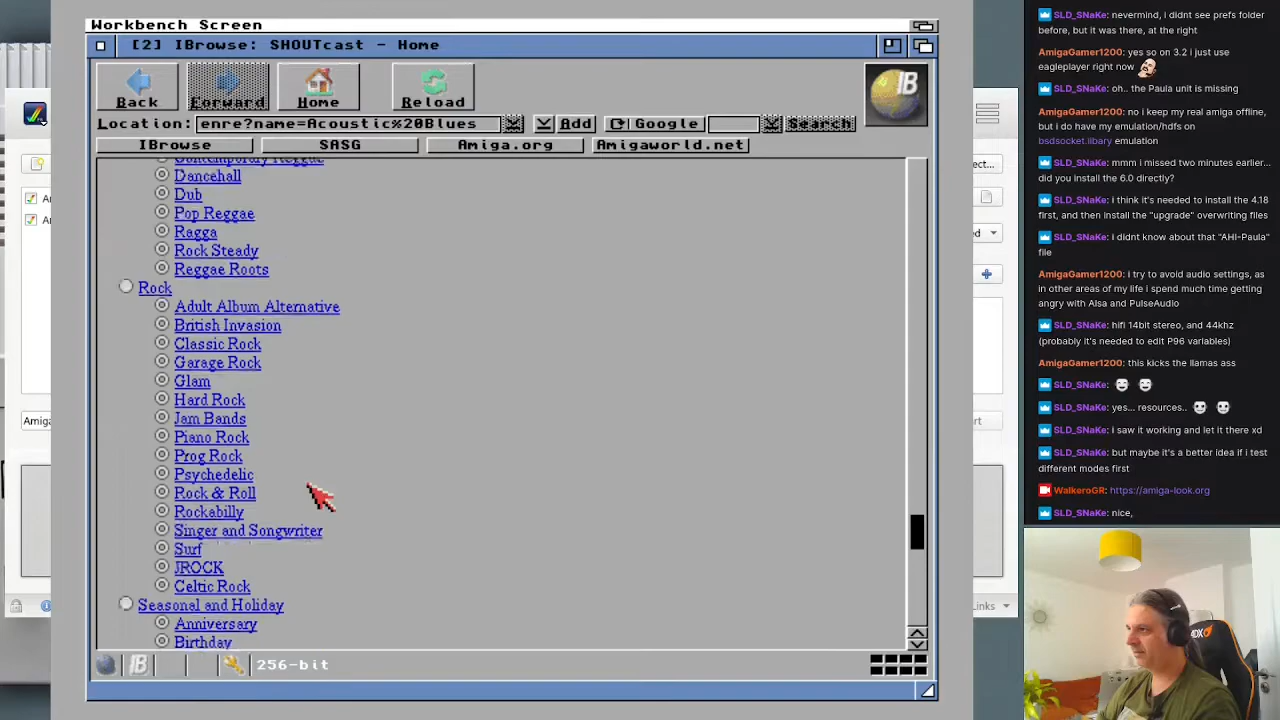 Workbench Screen
[2] IBrowse: SHOUTcast - Home
Back
Forward
Home
Reload
IB
Location:
enre?name=Acoustic%20Blues
Add
Google
Search
IBrowse
SASG
Amiga.org
Amigaworld.net
Contemporary Reggae
Dancehall
Dub
Pop Reggae
Ragga
Rock Steady
Reggae Roots
Rock
Adult Album Alternative
British Invasion
Classic Rock
Garage Rock
Glam
Hard Rock
Jam Bands
Piano Rock
Prog Rock
Psychedelic
Rock & Roll
Rockabilly
Singer and Songwriter
Surf
JROCK
Celtic Rock
Seasonal and Holiday
Anniversary
Birthday
IB
256-bit
Amiga
ect...
ed
rt
Links
SLD_SNaKe: nevermind, i didnt see prefs folder
before, but it was there, at the right
AmigaGamer1200: yes so on 3.2 i just use
eagleplayer right now
SLD_SNaKe: oh.. the Paula unit is missing
AmigaGamer1200: no i keep my real amiga offline,
but i do have my emulation/hdfs on
bsdsocket.libary emulation
SLD_SNaKe: mmm i missed two minutes earlier...
did you install the 6.0 directly?
SLD_SNaKe: i think it's needed to install the 4.18
first, and then install the "upgrade" overwriting files
SLD_SNaKe: i didnt know about that "AHI-Paula"
file
AmigaGamer1200: i try to avoid audio settings, as
in other areas of my life i spend much time getting
angry with Alsa and PulseAudio
SLD_SNaKe: hifi 14bit stereo, and 44khz
(probably it's needed to edit P96 variables)
AmigaGamer1200: this kicks the llamas ass
SLD_SNaKe:
SLD_SNaKe: yes... resources..
SLD_SNaKe: i saw it working and let it there xd
SLD_SNaKe: but maybe it's a better idea if i test
different modes first
WalkeroGR: https://amiga-look.org
SLD_SNaKe: nice,